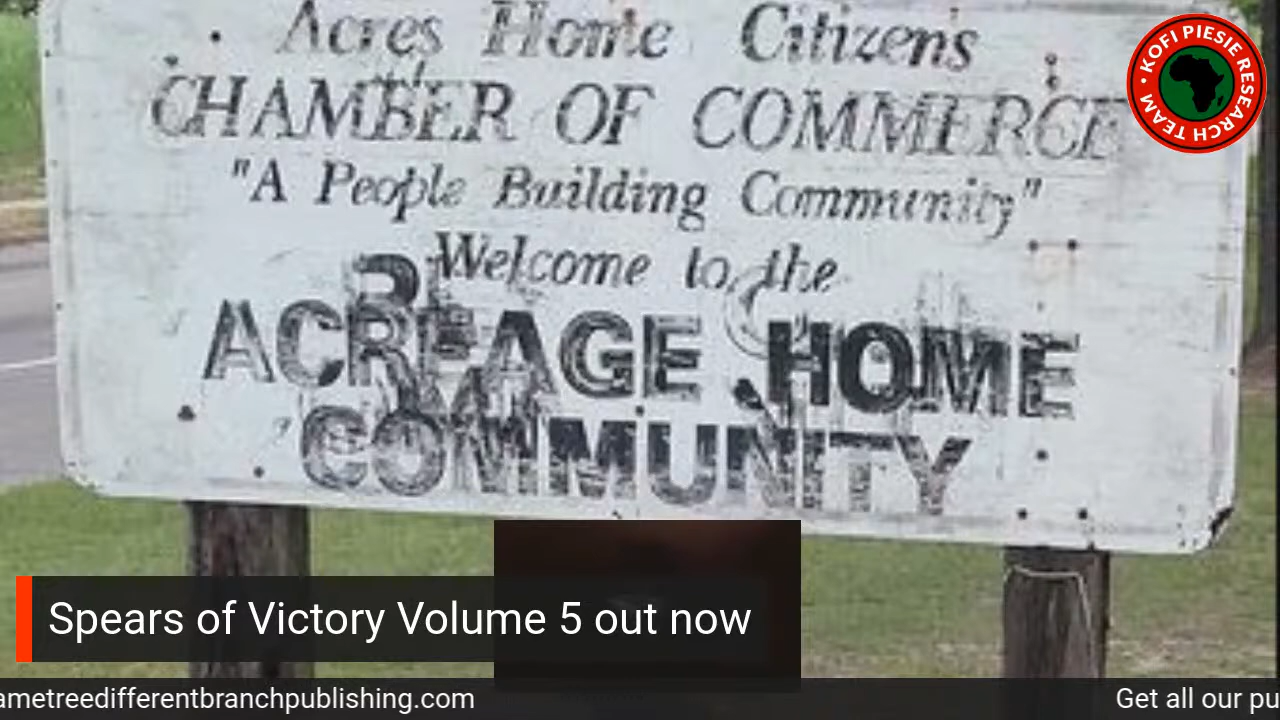 Acres Home Citizens
CHAMBER OF COMMERCE
"A People Building Community"
Welcome to the
ACREAGE HOME
COMMUNITY
KOFI PIESIE RESEARCH TEAM
Spears of Victory Volume 5 out now
ametreedifferentbranchpublishing.com
Get all our pu